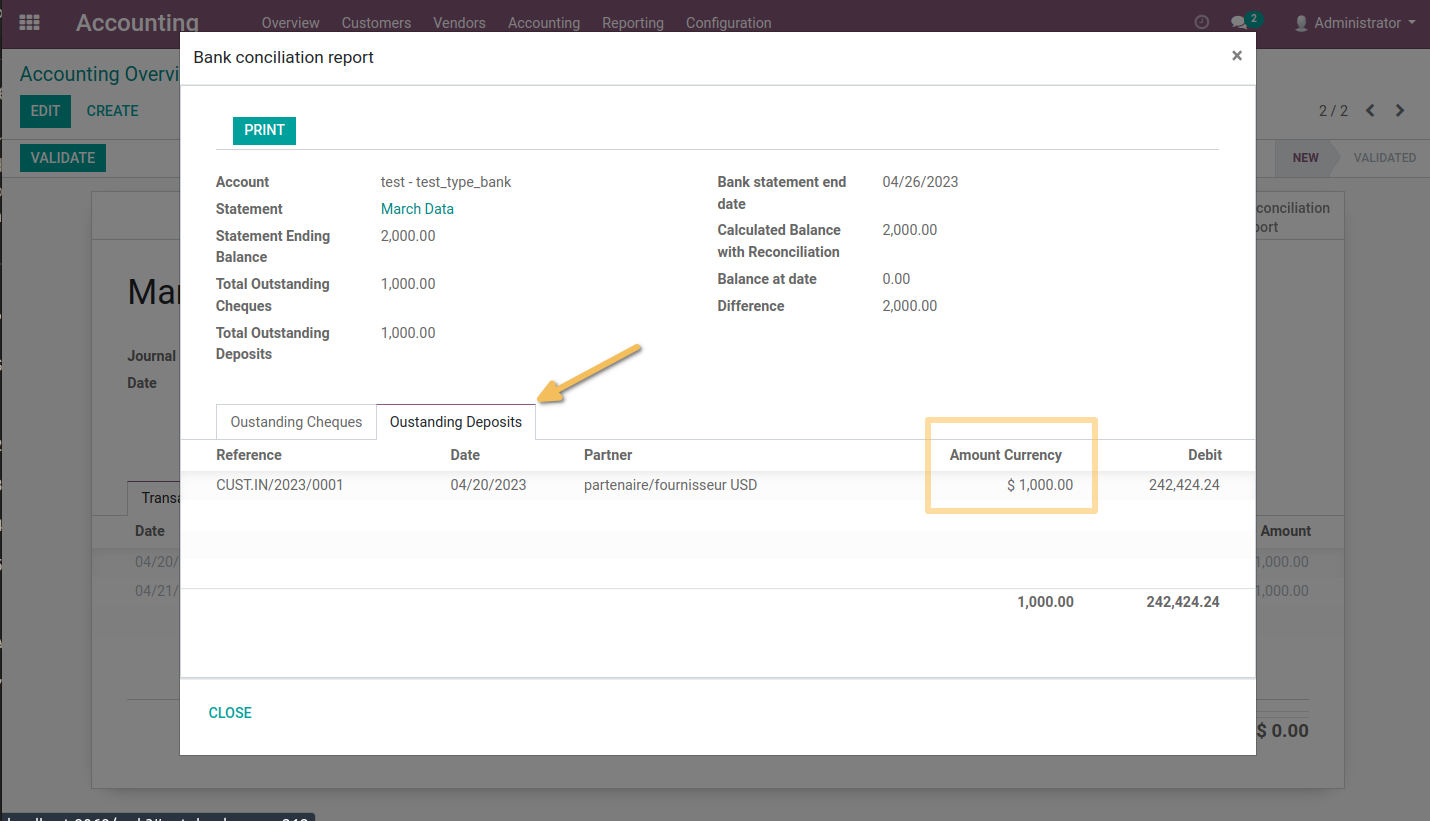 Accounting Overview Customers Vendors Accounting Reporting Configuration 2 Administrator
Bank conciliation report ×
Accounting Overvi
EDIT CREATE
2 / 2
PRINT
VALIDATE
NEW VALIDATED
Account test - test_type_bank
Statement March Data
Statement Ending Balance 2,000.00
Total Outstanding Cheques 1,000.00
Total Outstanding Deposits 1,000.00
Bank statement end date 04/26/2023
Calculated Balance with Reconciliation 2,000.00
Balance at date 0.00
Difference 2,000.00
conciliation
ort
Mar
Journal
Date
Oustanding Cheques Oustanding Deposits
Reference Date Partner Amount Currency Debit
CUST.IN/2023/0001 04/20/2023 partenaire/fournisseur USD $ 1,000.00 242,424.24
1,000.00 242,424.24
Transa
Date Amount
04/20/ 1,000.00
04/21/ 1,000.00
CLOSE
$ 0.00